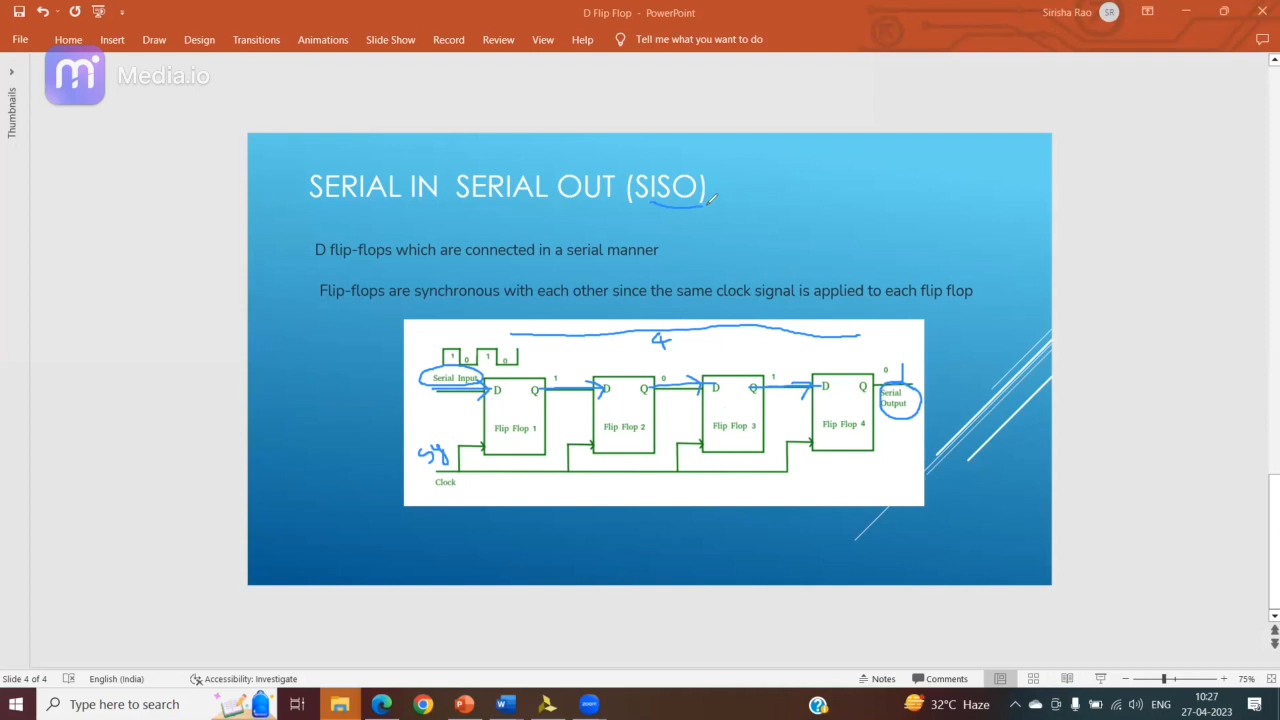 D Flip Flop - PowerPoint
Sirisha Rao SR
File Home Insert Draw Design Transitions Animations Slide Show Record Review View Help Tell me what you want to do
Media.io
Thumbnails
SERIAL IN SERIAL OUT (SISO)
D flip-flops which are connected in a serial manner
Flip-flops are synchronous with each other since the same clock signal is applied to each flip flop
4
1 0 1 0
Serial Input 1 0 1 0
D Q D Q D Q D Q
Serial
Output
Flip Flop 1 Flip Flop 2 Flip Flop 3 Flip Flop 4
sy
Clock
Slide 4 of 4 English (India) Accessibility: Investigate Notes Comments 75%
Type here to search W zoom 32°C Haze ENG
10:27
27-04-2023